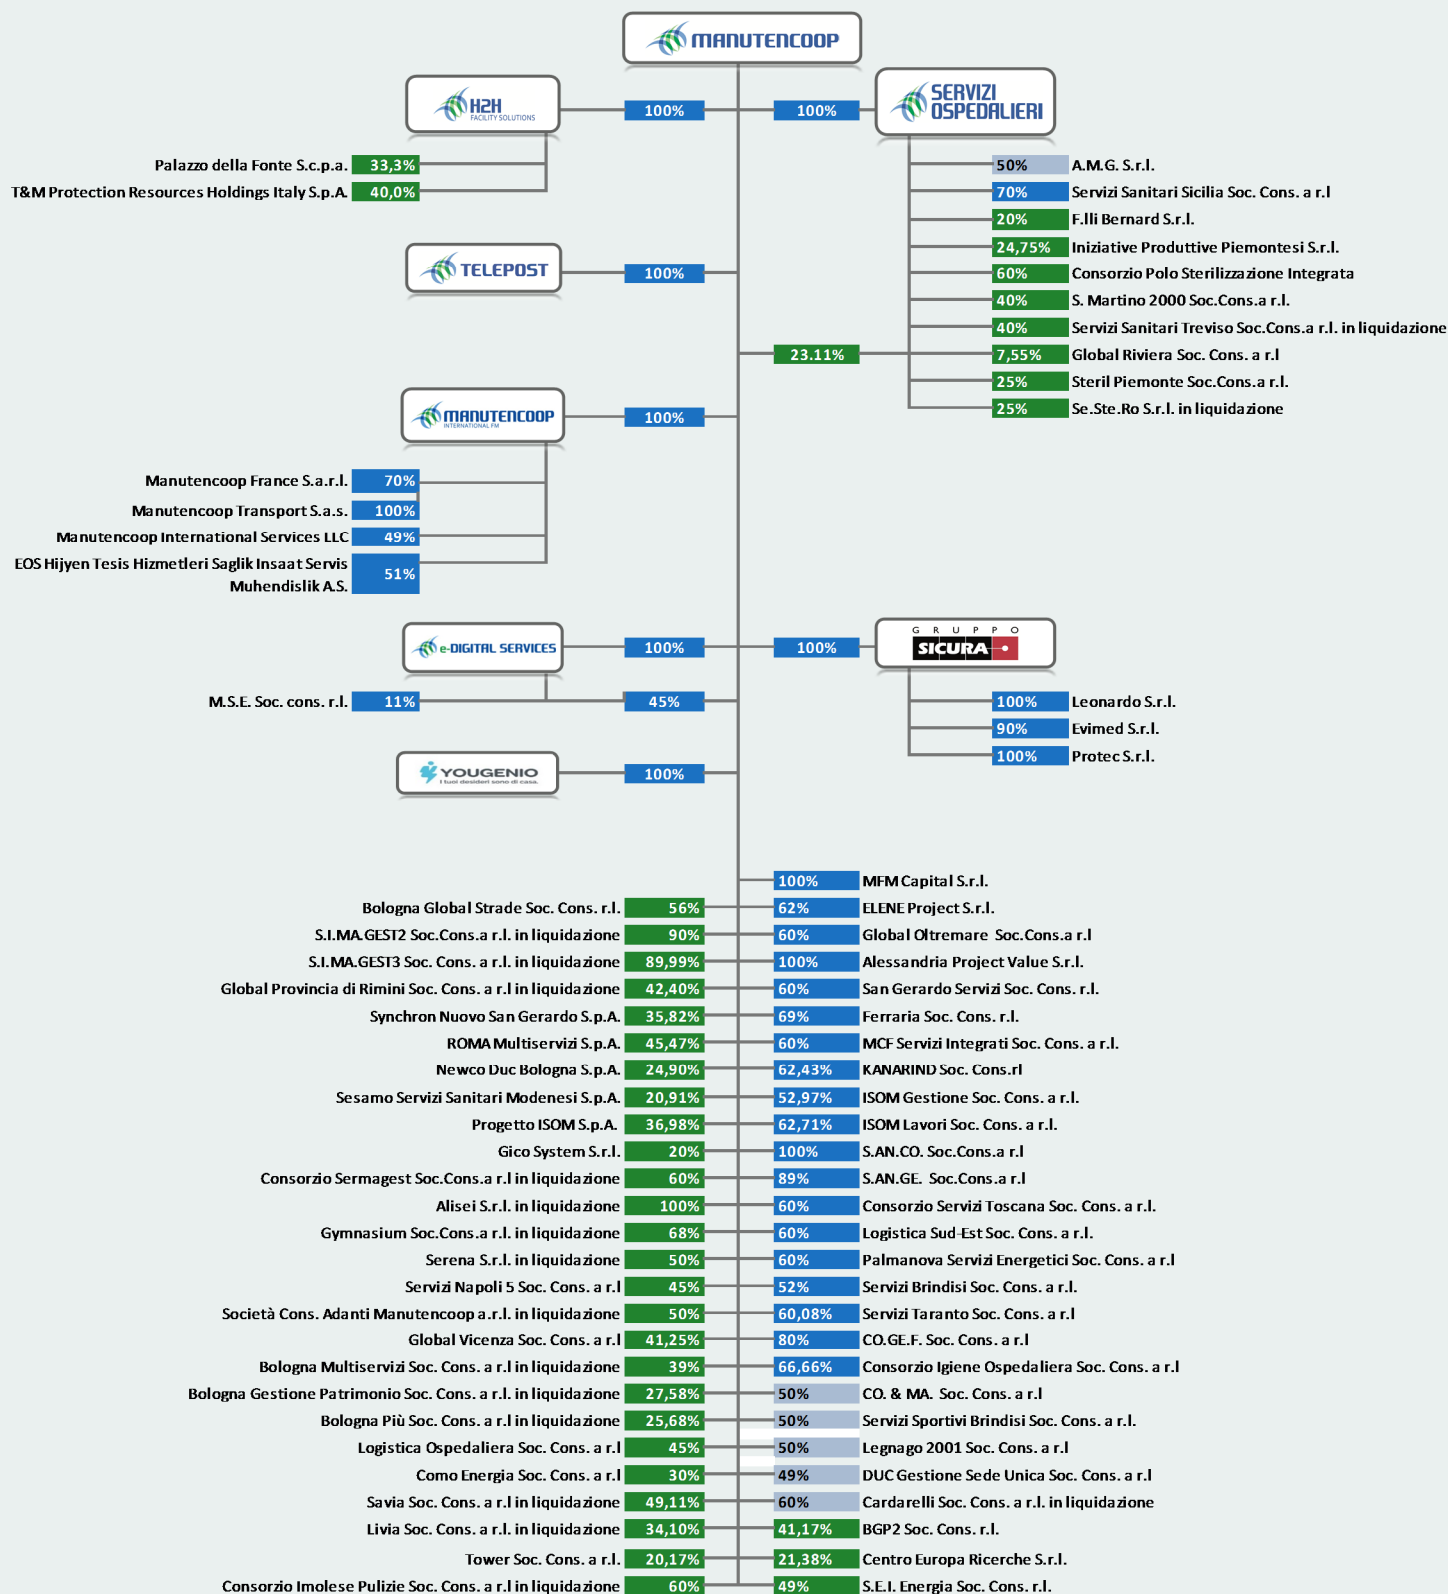 MANUTENCOOP
H2H
FACILITY SOLUTIONS
100%
100%
SERVIZI
OSPEDALIERI
Palazzo della Fonte S.c.p.a. 33,3%
T&M Protection Resources Holdings Italy S.p.A. 40,0%
50% A.M.G. S.r.l.
70% Servizi Sanitari Sicilia Soc. Cons. a r.l
20% F.lli Bernard S.r.l.
24,75% Iniziative Produttive Piemontesi S.r.l.
60% Consorzio Polo Sterilizzazione Integrata
40% S. Martino 2000 Soc.Cons.a r.l.
40% Servizi Sanitari Treviso Soc.Cons.a r.l. in liquidazione
23.11% 7,55% Global Riviera Soc. Cons. a r.l
25% Steril Piemonte Soc.Cons.a r.l.
25% Se.Ste.Ro S.r.l. in liquidazione
TELEPOST 100%
MANUTENCOOP
INTERNATIONAL FM
100%
Manutencoop France S.a.r.l. 70%
Manutencoop Transport S.a.s. 100%
Manutencoop International Services LLC 49%
EOS Hijyen Tesis Hizmetleri Saglik Insaat Servis
Muhendislik A.S.
51%
e-DIGITAL SERVICES 100%
100%
GRUPPO
SICURA
M.S.E. Soc. cons. r.l. 11% 45%
100% Leonardo S.r.l.
90% Evimed S.r.l.
100% Protec S.r.l.
YOUGENIO
I tuoi desideri sono di casa.
100%
100% MFM Capital S.r.l.
Bologna Global Strade Soc. Cons. r.l. 56% 62% ELENE Project S.r.l.
S.I.MA.GEST2 Soc.Cons.a r.l. in liquidazione 90% 60% Global Oltremare Soc.Cons.a r.l
S.I.MA.GEST3 Soc. Cons. a r.l. in liquidazione 89,99% 100% Alessandria Project Value S.r.l.
Global Provincia di Rimini Soc. Cons. a r.l in liquidazione 42,40% 60% San Gerardo Servizi Soc. Cons. r.l.
Synchron Nuovo San Gerardo S.p.A. 35,82% 69% Ferraria Soc. Cons. r.l.
ROMA Multiservizi S.p.A. 45,47% 60% MCF Servizi Integrati Soc. Cons. a r.l.
Newco Duc Bologna S.p.A. 24,90% 62,43% KANARIND Soc. Cons.rl
Sesamo Servizi Sanitari Modenesi S.p.A. 20,91% 52,97% ISOM Gestione Soc. Cons. a r.l.
Progetto ISOM S.p.A. 36,98% 62,71% ISOM Lavori Soc. Cons. a r.l.
Gico System S.r.l. 20% 100% S.AN.CO. Soc.Cons.a r.l
Consorzio Sermagest Soc.Cons.a r.l in liquidazione 60% 89% S.AN.GE. Soc.Cons.a r.l
Alisei S.r.l. in liquidazione 100% 60% Consorzio Servizi Toscana Soc. Cons. a r.l.
Gymnasium Soc.Cons.a r.l. in liquidazione 68% 60% Logistica Sud-Est Soc. Cons. a r.l.
Serena S.r.l. in liquidazione 50% 60% Palmanova Servizi Energetici Soc. Cons. a r.l
Servizi Napoli 5 Soc. Cons. a r.l 45% 52% Servizi Brindisi Soc. Cons. a r.l.
Società Cons. Adanti Manutencoop a.r.l. in liquidazione 50% 60,08% Servizi Taranto Soc. Cons. a r.l
Global Vicenza Soc. Cons. a r.l 41,25% 80% CO.GE.F. Soc. Cons. a r.l
Bologna Multiservizi Soc. Cons. a r.l in liquidazione 39% 66,66% Consorzio Igiene Ospedaliera Soc. Cons. a r.l
Bologna Gestione Patrimonio Soc. Cons. a r.l in liquidazione 27,58% 50% CO. & MA. Soc. Cons. a r.l
Bologna Più Soc. Cons. a r.l in liquidazione 25,68% 50% Servizi Sportivi Brindisi Soc. Cons. a r.l.
Logistica Ospedaliera Soc. Cons. a r.l 45% 50% Legnago 2001 Soc. Cons. a r.l
Como Energia Soc. Cons. a r.l 30% 49% DUC Gestione Sede Unica Soc. Cons. a r.l
Savia Soc. Cons. a r.l in liquidazione 49,11% 60% Cardarelli Soc. Cons. a r.l. in liquidazione
Livia Soc. Cons. a r.l. in liquidazione 34,10% 41,17% BGP2 Soc. Cons. r.l.
Tower Soc. Cons. a r.l. 20,17% 21,38% Centro Europa Ricerche S.r.l.
Consorzio Imolese Pulizie Soc. Cons. a r.l in liquidazione 60% 49% S.E.I. Energia Soc. Cons. r.l.